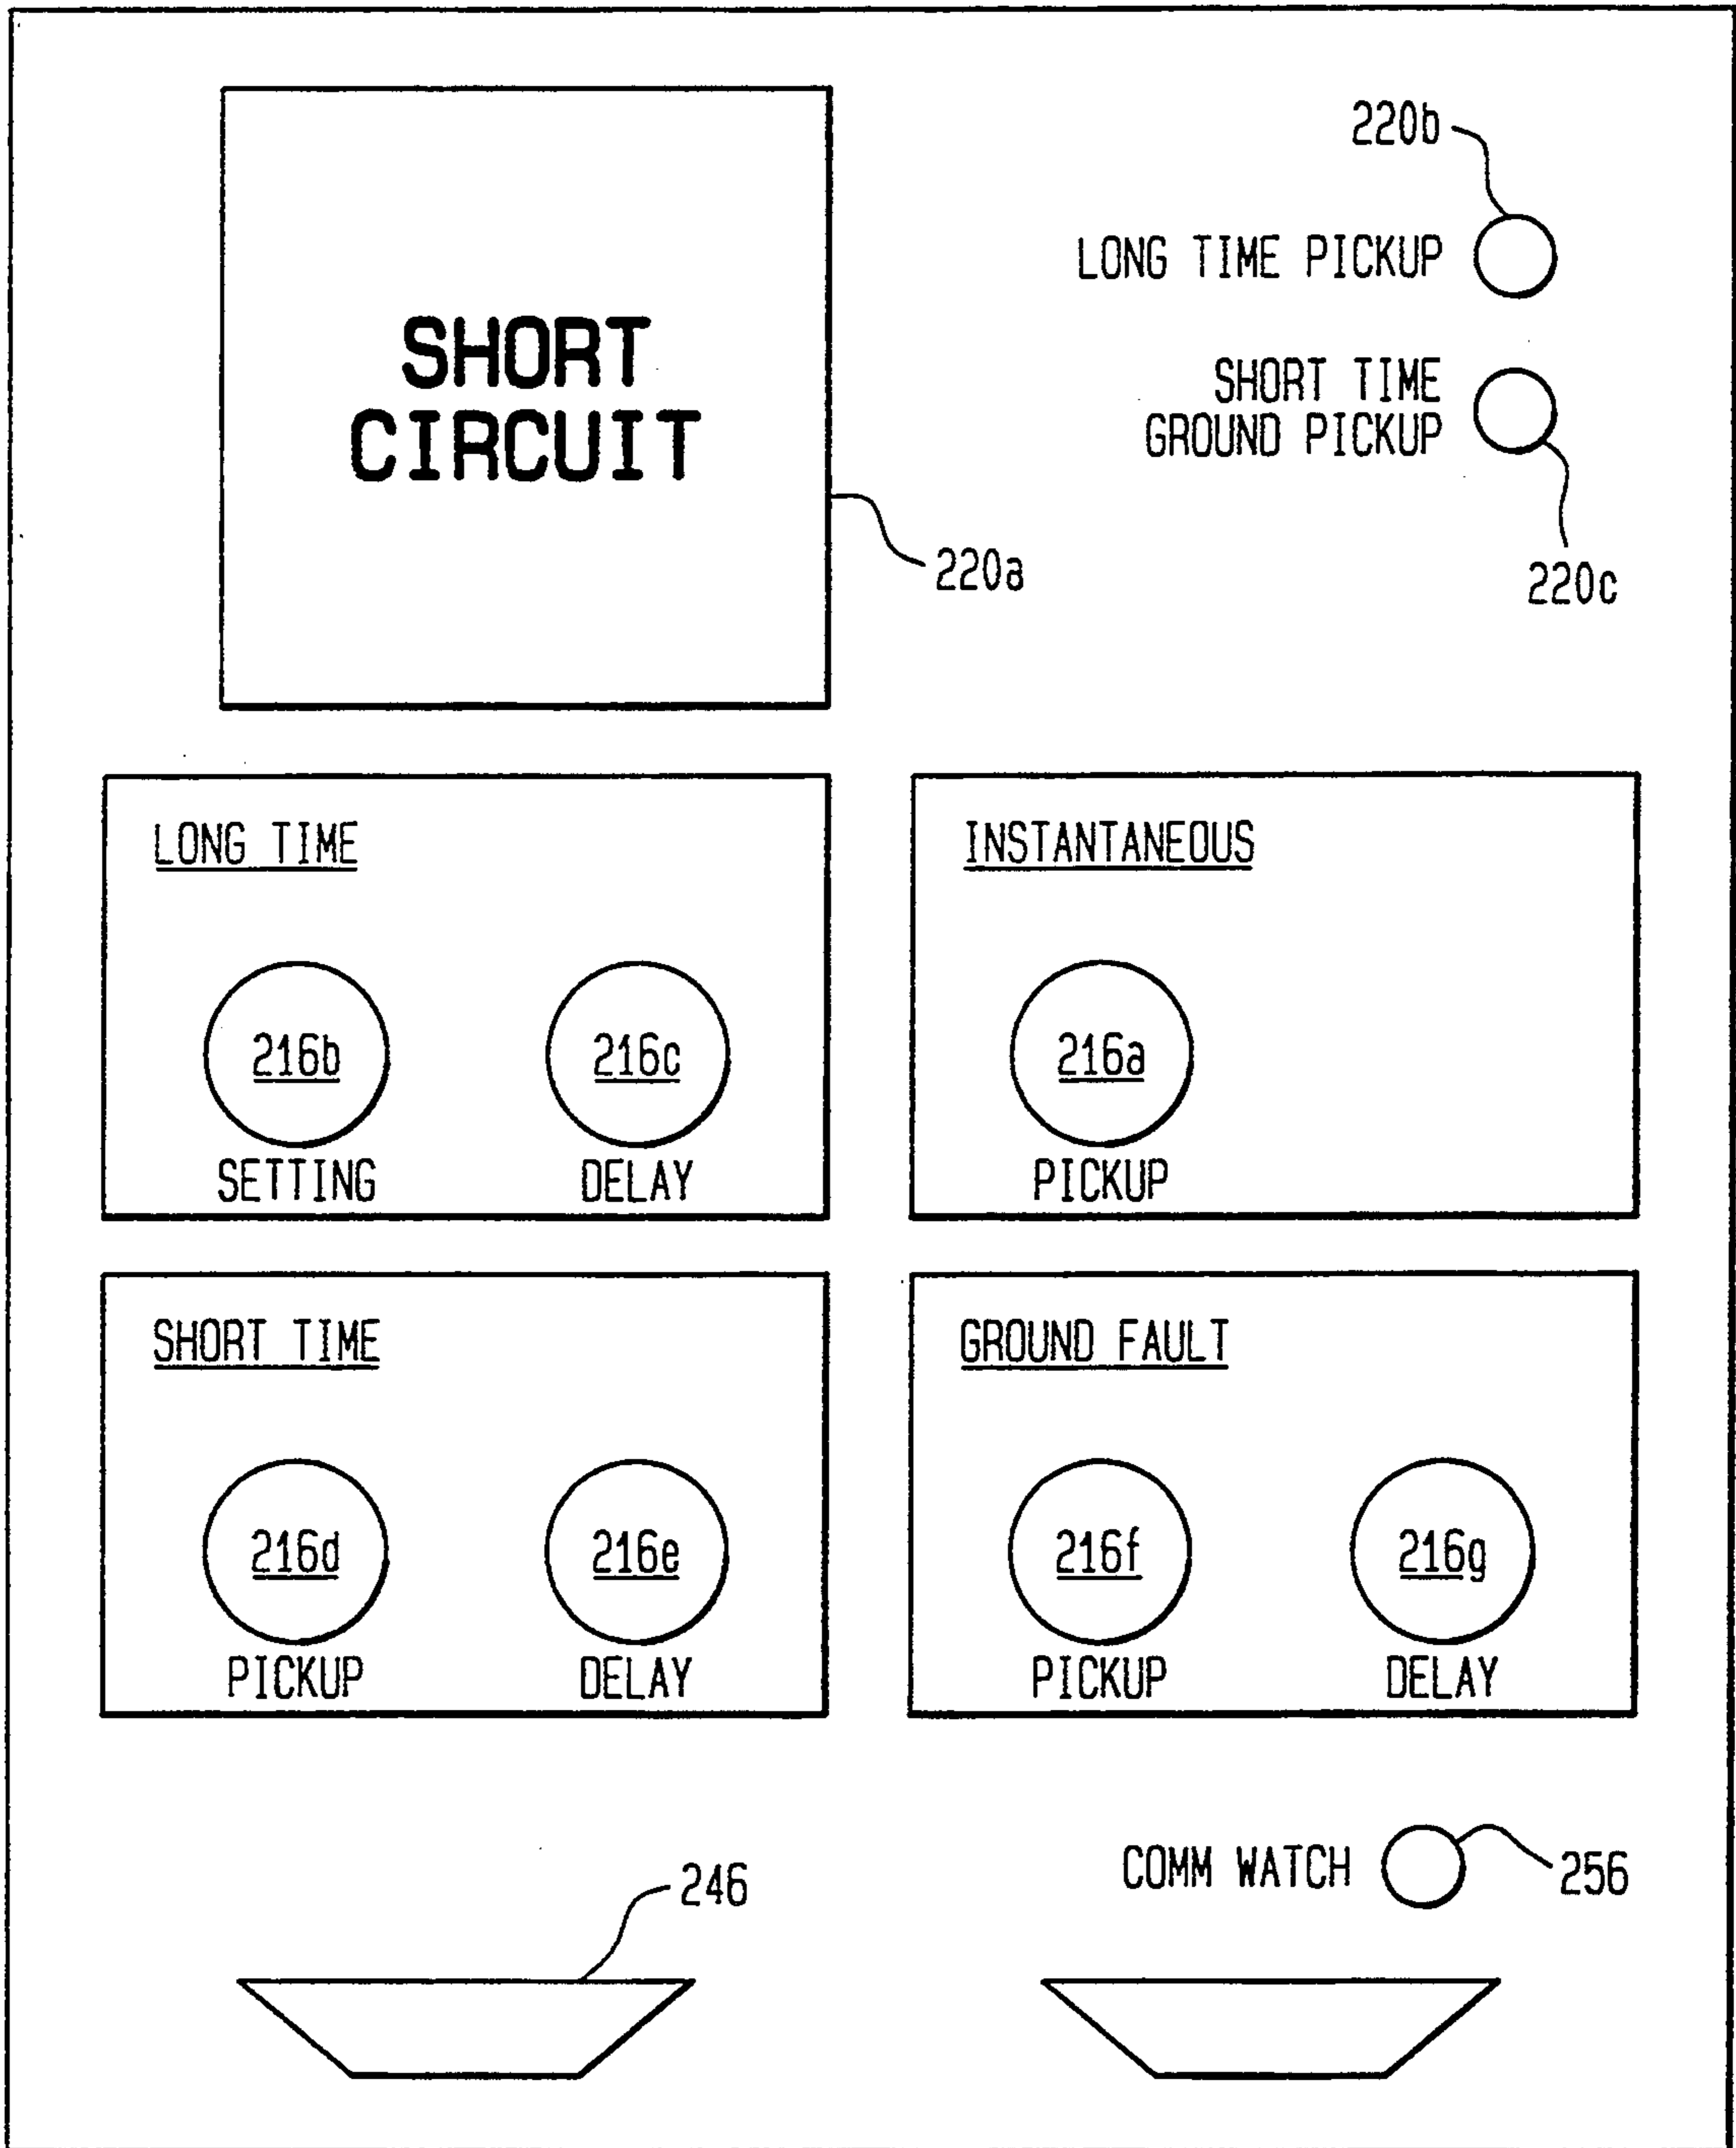 220b
LONG TIME PICKUP
SHORT
CIRCUIT
SHORT TIME
GROUND PICKUP
220a
220c
LONG TIME
216b
216c
SETTING
DELAY
INSTANTANEOUS
216a
PICKUP
SHORT TIME
216d
216e
PICKUP
DELAY
GROUND FAULT
216f
216g
PICKUP
DELAY
COMM WATCH
256
246